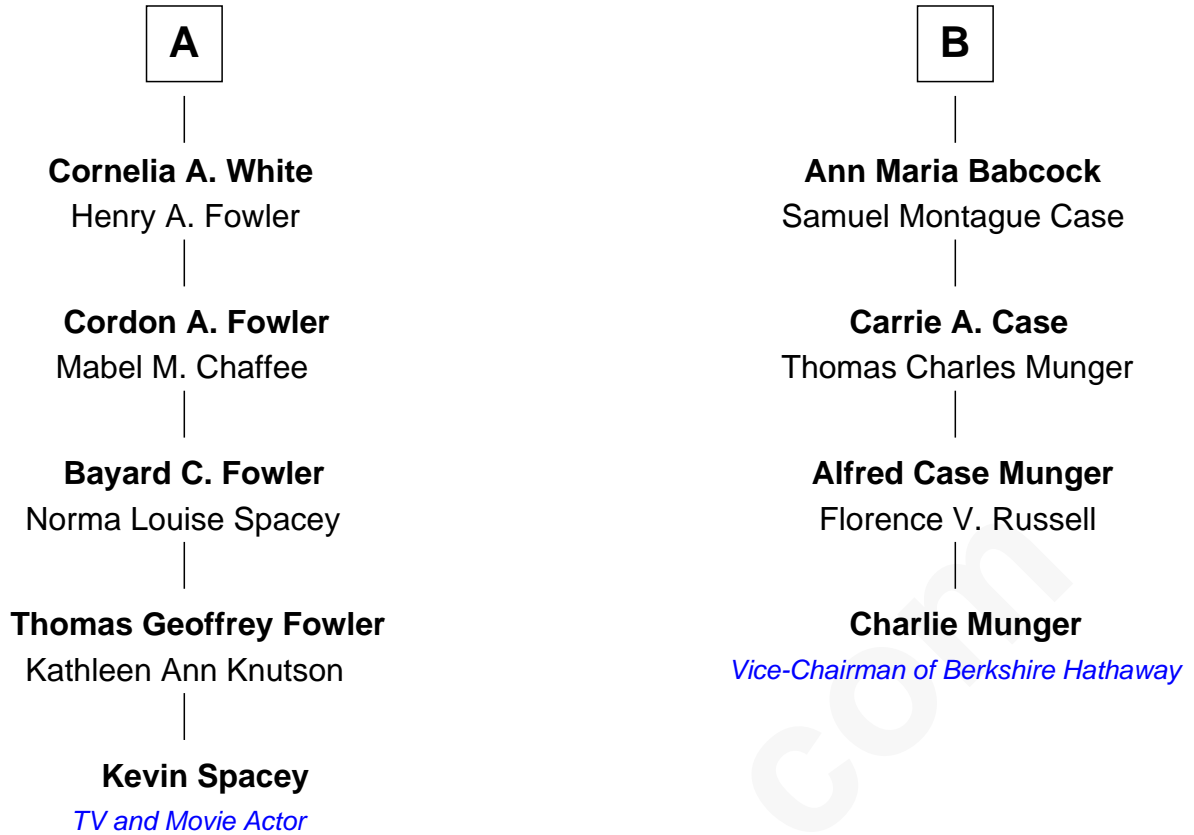 A
Cornelia A. White
Henry A. Fowler
Cordon A. Fowler
Mabel M. Chaffee
Bayard C. Fowler
Norma Louise Spacey
Thomas Geoffrey Fowler
Kathleen Ann Knutson
Kevin Spacey
TV and Movie Actor
B
Ann Maria Babcock
Samuel Montague Case
Carrie A. Case
Thomas Charles Munger
Alfred Case Munger
Florence V. Russell
Charlie Munger
Vice-Chairman of Berkshire Hathaway
com